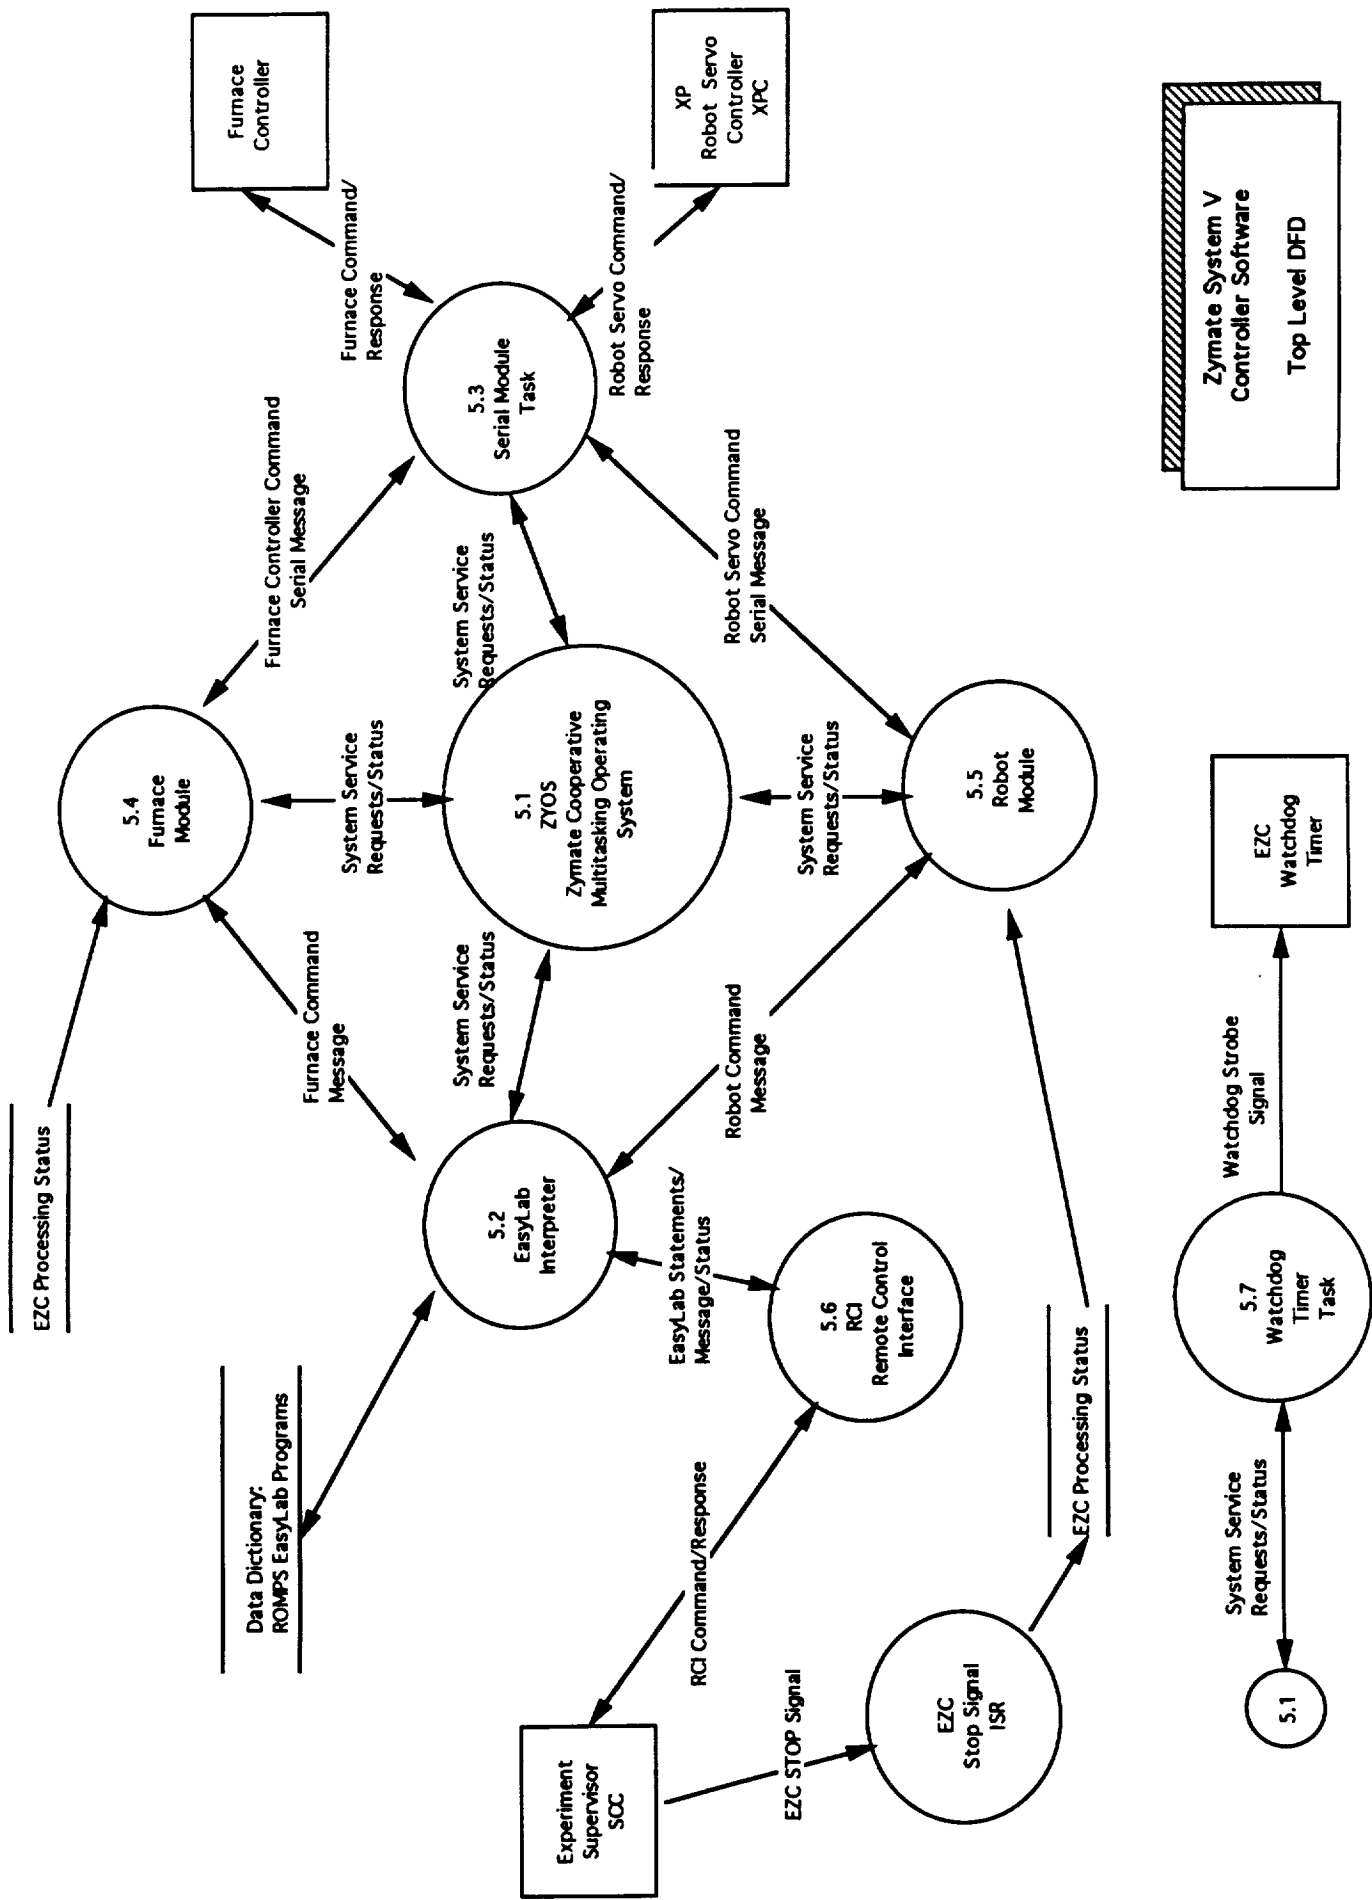 EZC Processing Status
Data Dictionary:
ROMPS EasyLab Programs
Experiment
Supervisor
SCC
EZC STOP Signal
RCI Command/Response
EZC
Stop Signal
ISR
EZC Processing Status
5.2
EasyLab
Interpreter
EasyLab Statements/
Message/Status
5.6
RCI
Remote Control
Interface
Furnace Command
Message
System Service
Requests/Status
Robot Command
Message
5.4
Furnace
Module
System Service
Requests/Status
5.1
ZYOS
Zymate Cooperative
Multitasking Operating
System
System Service
Requests/Status
5.5
Robot
Module
Furnace Controller Command
Serial Message
System Service
Requests/Status
Robot Servo Command
Serial Message
5.3
Serial Module
Task
Furnace Command/
Response
Robot Servo Command/
Response
Furnace
Controller
XP
Robot Servo
Controller
XPC
5.1
System Service
Requests/Status
5.7
Watchdog
Timer
Task
Watchdog Strobe
Signal
EZC
Watchdog
Timer
Zymate System V
Controller Software
Top Level DFD